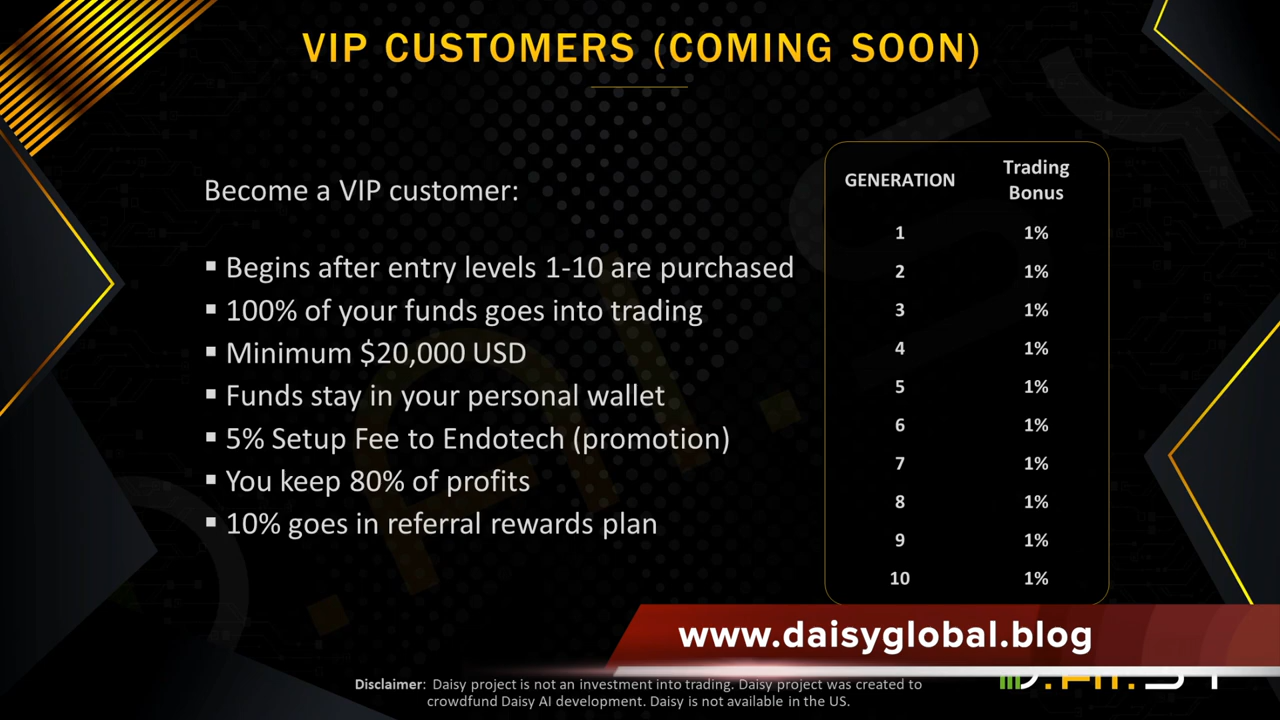 VIP CUSTOMERS (COMING SOON)
Become a VIP customer:
▪ Begins after entry levels 1-10 are purchased
▪ 100% of your funds goes into trading
▪ Minimum $20,000 USD
▪ Funds stay in your personal wallet
▪ 5% Setup Fee to Endotech (promotion)
▪ You keep 80% of profits
▪ 10% goes in referral rewards plan
GENERATION Trading Bonus
1 1%
2 1%
3 1%
4 1%
5 1%
6 1%
7 1%
8 1%
9 1%
10 1%
www.daisyglobal.blog
Disclaimer: Daisy project is not an investment into trading. Daisy project was created to
crowdfund Daisy AI development. Daisy is not available in the US.